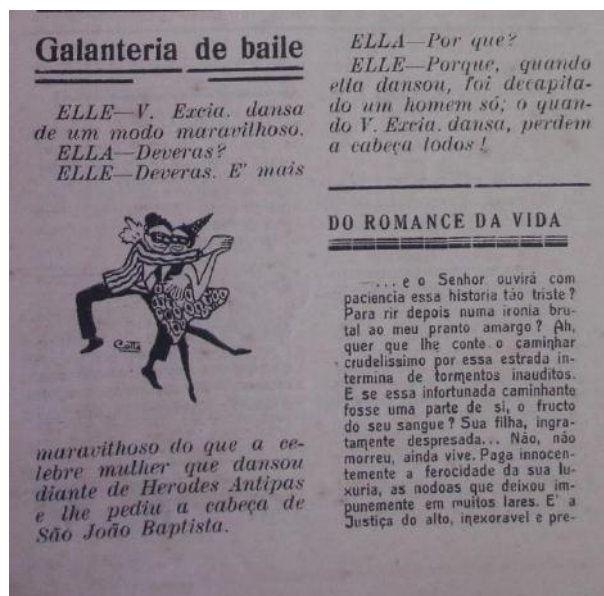 Galanteria de baile
ELLE—V. Excia. dansa
de um modo maravilhoso.
ELLA—Deveras?
ELLE—Deveras. E' mais
maravithoso do que a ce-
lebre mulher que dansou
diante de Herodes Antipas
e lhe pediu a cabeça de
São João Baptista.
ELLA—Por que?
ELLE—Porque, quando
ella dansou, foi decapita-
do um homem só; o quan-
do V. Excia. dansa, perdem
a cabeça todos!
DO ROMANCE DA VIDA
—...e o Senhor ouvirá com
paciencia essa historia tão triste?
Para rir depois numa ironia bru-
tal ao meu pranto amargo? Ah,
quer que lhe conte o caminhar
crudelissimo por essa estrada in-
termina de tormentos inauditos.
E se essa infortunada caminhante
fosse uma parte de si, o fructo
do seu sangue? Sua filha, ingra-
tamente despresada... Não, não
morreu, ainda vive. Paga innocen-
temente a ferocidade da sua lu-
xuria, as nodoas que deixou im-
punemente em muitos lares. E' a
Justiça do alto, inexoravel e pre-